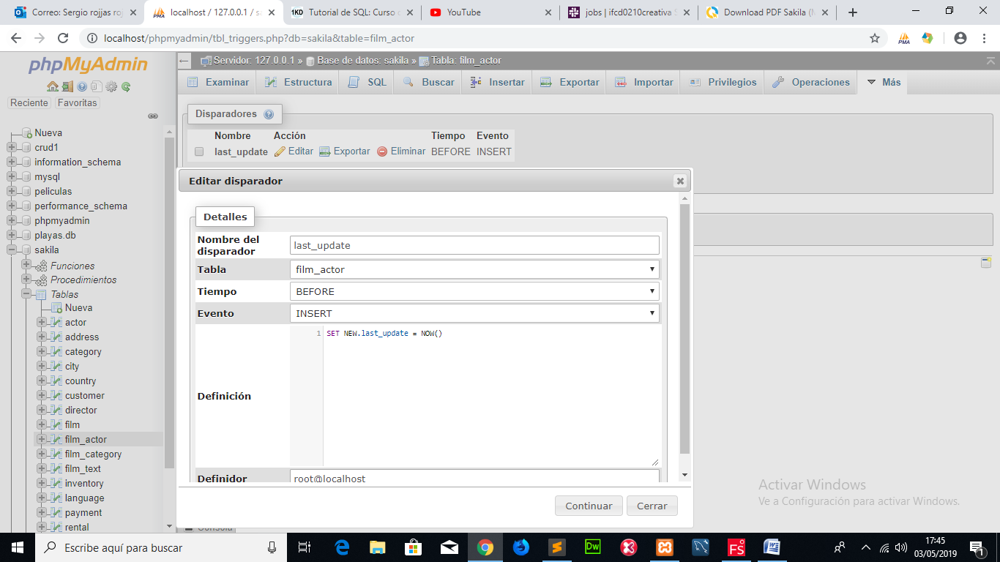 Correo: Sergio rojjas roj
localhost / 127.0.0.1 / sa
1KD Tutorial de SQL: Curso d
YouTube
jobs | ifcd0210creativa S
Download PDF Sakila (M
localhost/phpmyadmin/tbl_triggers.php?db=sakila&table=film_actor
PMA
phpMyAdmin
Reciente Favoritas
Nueva
crud1
information_schema
mysql
peliculas
performance_schema
phpmyadmin
playas.db
sakila
Funciones
Procedimientos
Tablas
Nueva
actor
address
category
city
country
customer
director
film
film_actor
film_category
film_text
inventory
language
payment
rental
Servidor: 127.0.0.1 » Base de datos: sakila » Tabla: film_actor
Examinar Estructura SQL Buscar Insertar Exportar Importar Privilegios Operaciones Más
Disparadores
Nombre Acción Tiempo Evento
last_update Editar Exportar Eliminar BEFORE INSERT
Editar disparador
Detalles
Nombre del disparador last_update
Tabla film_actor
Tiempo BEFORE
Evento INSERT
Definición
1 SET NEW.last_update = NOW()
Definidor root@localhost
Continuar Cerrar
Consola
Activar Windows
Ve a Configuración para activar Windows.
Escribe aquí para buscar
Dw
FS
17:45
03/05/2019
1